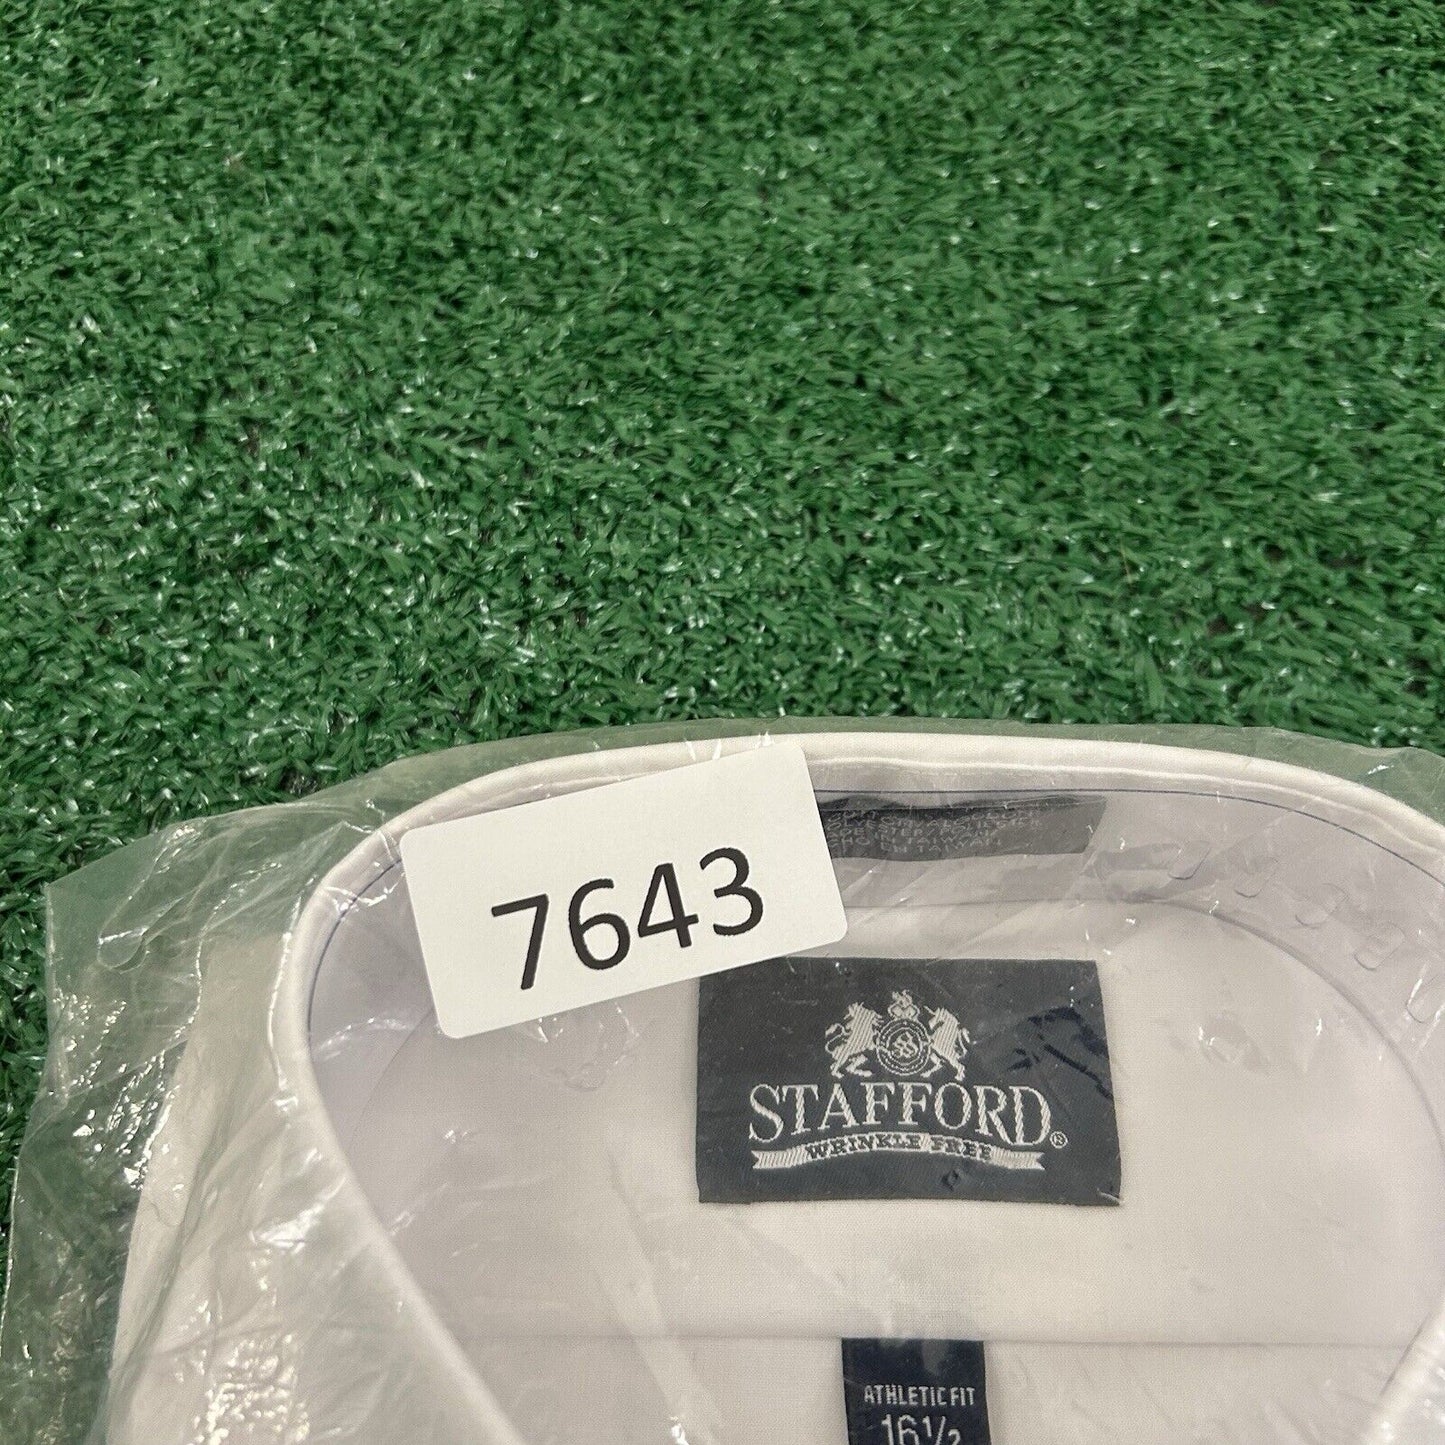 7643
STAFFORD®
WRINKLE FREE
ATHLETIC FIT
16½